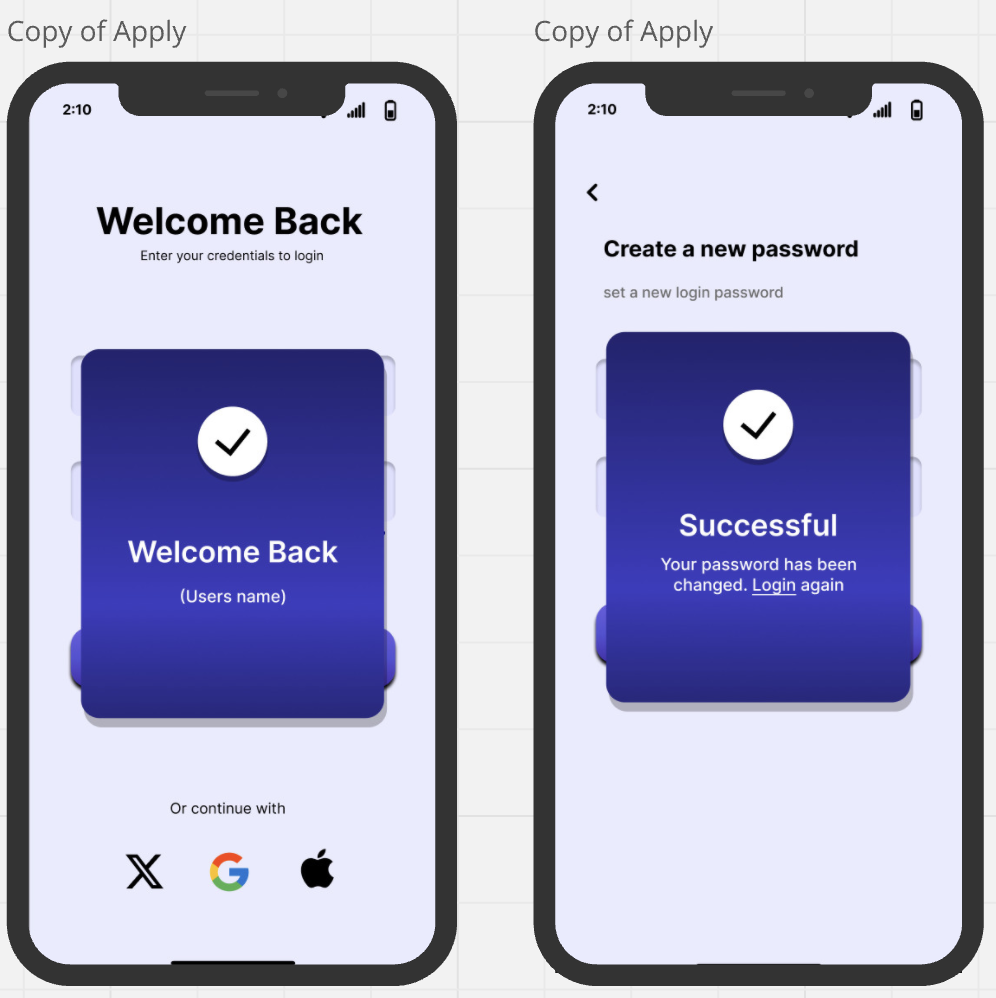 Copy of Apply
2:10
Welcome Back
Enter your credentials to login
Welcome Back
(Users name)
Or continue with
Copy of Apply
2:10
Create a new password
set a new login password
Successful
Your password has been
changed. Login again